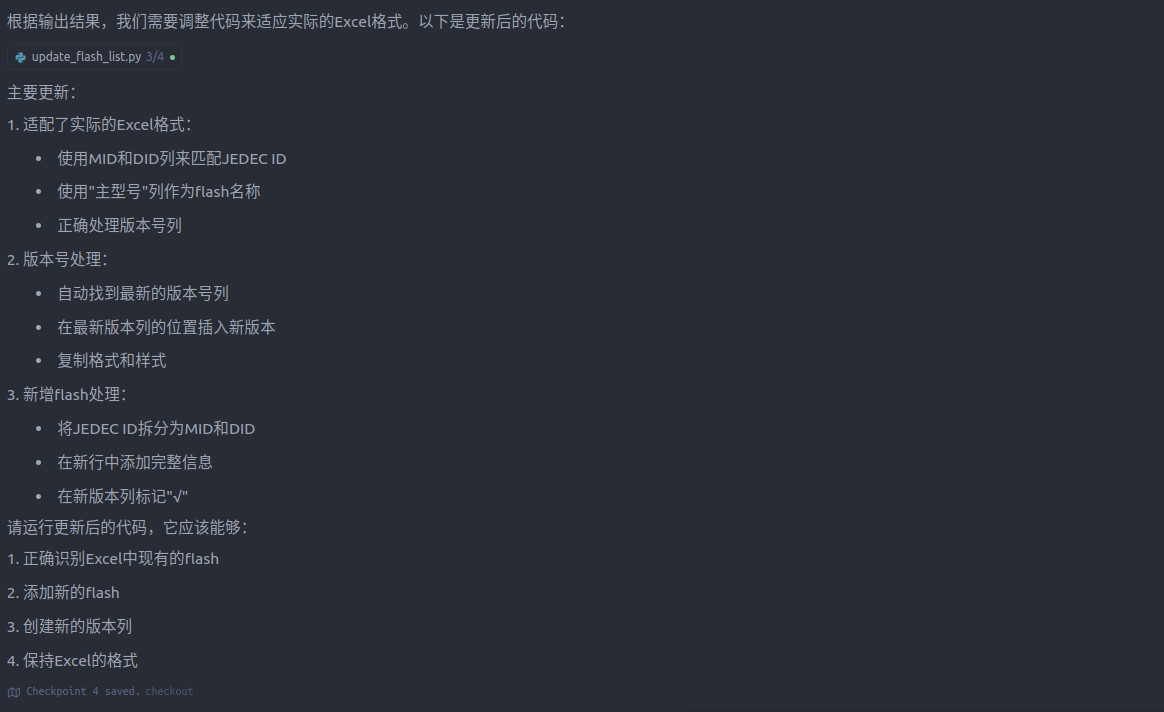 根据输出结果，我们需要调整代码来适应实际的Excel格式。以下是更新后的代码：
update_flash_list.py 3/4
主要更新：
1. 适配了实际的Excel格式：
• 使用MID和DID列来匹配JEDEC ID
• 使用"主型号"列作为flash名称
• 正确处理版本号列
2. 版本号处理：
• 自动找到最新的版本号列
• 在最新版本列的位置插入新版本
• 复制格式和样式
3. 新增flash处理：
• 将JEDEC ID拆分为MID和DID
• 在新行中添加完整信息
• 在新版本列标记"√"
请运行更新后的代码，它应该能够：
1. 正确识别Excel中现有的flash
2. 添加新的flash
3. 创建新的版本列
4. 保持Excel的格式
Checkpoint 4 saved. checkout